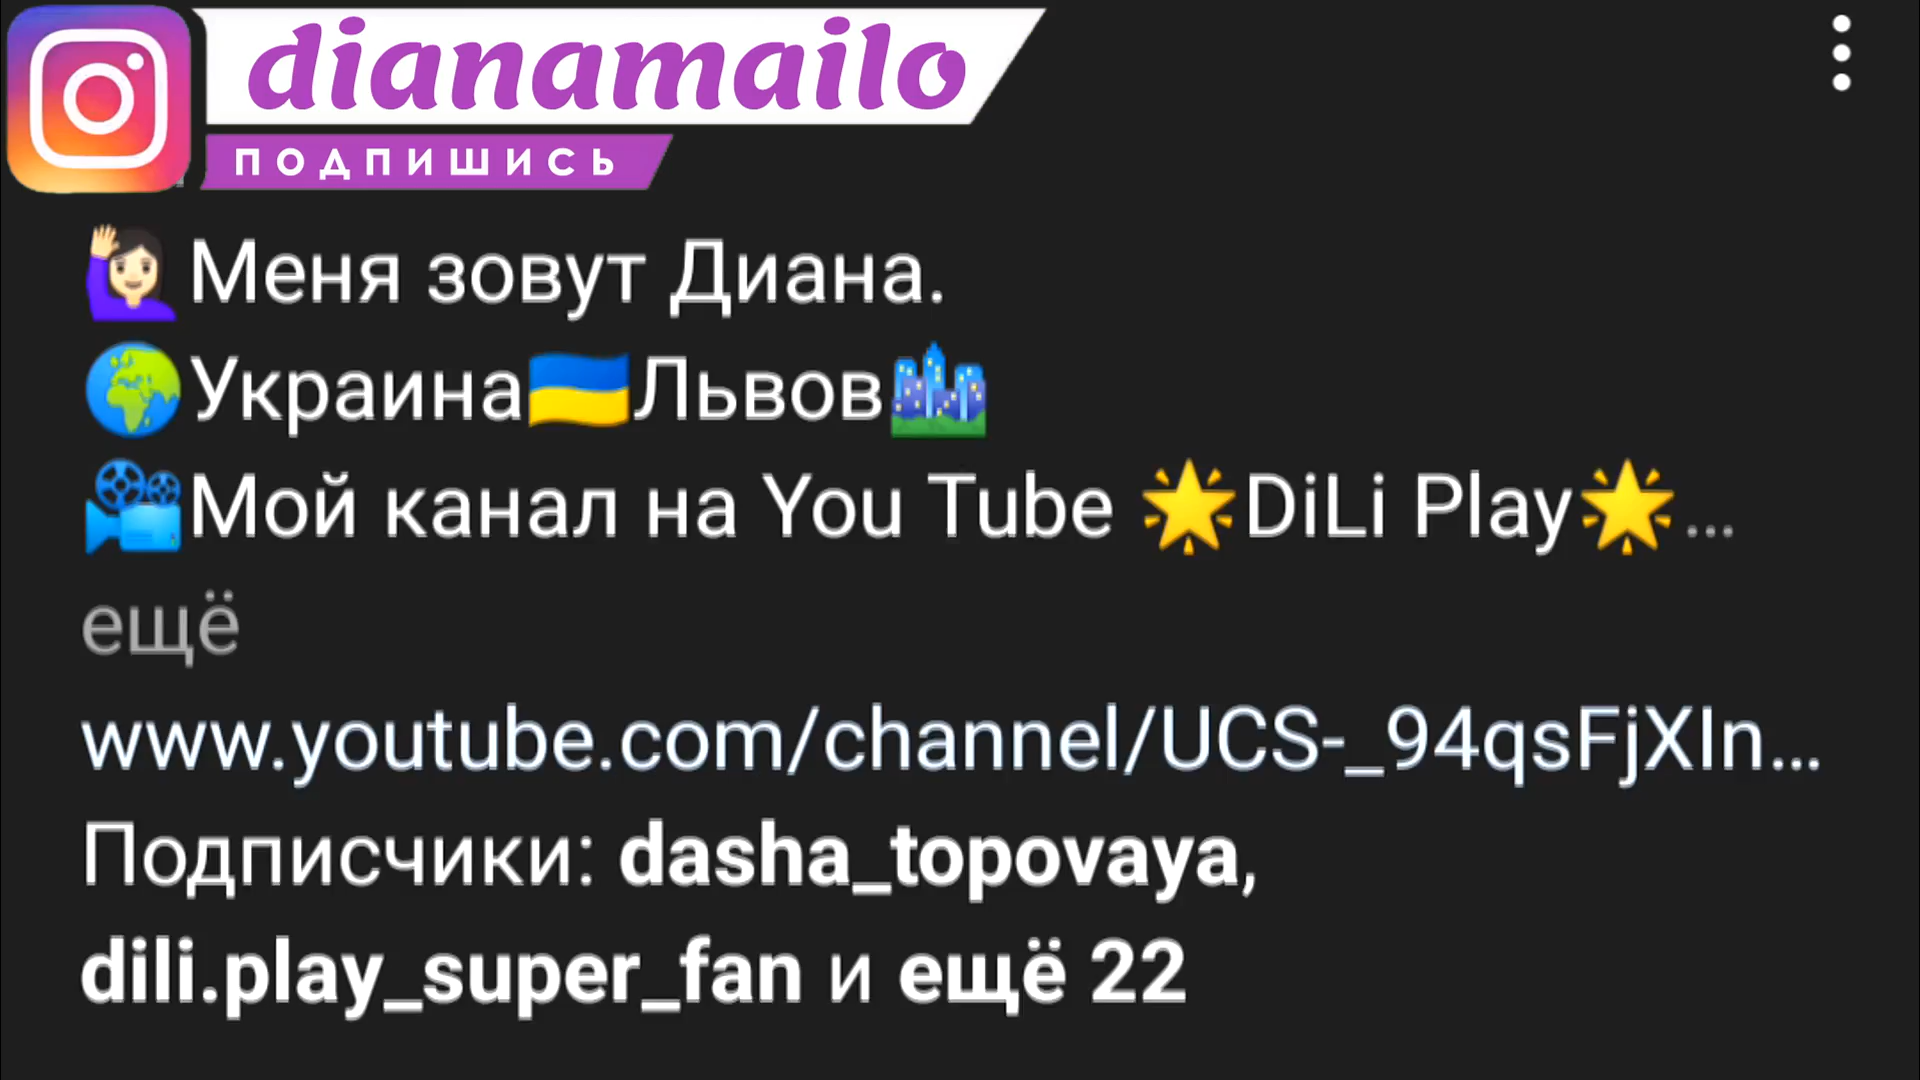 dianamailo
ПОДПИШИСЬ
🙋🏻‍♀️Меня зовут Диана.
🌍Украина🇺🇦Львов🏙️
🎥Мой канал на You Tube 🌟DiLi Play🌟...
ещё
www.youtube.com/channel/UCS-_94qsFjXIn...
Подписчики: dasha_topovaya,
dili.play_super_fan и ещё 22